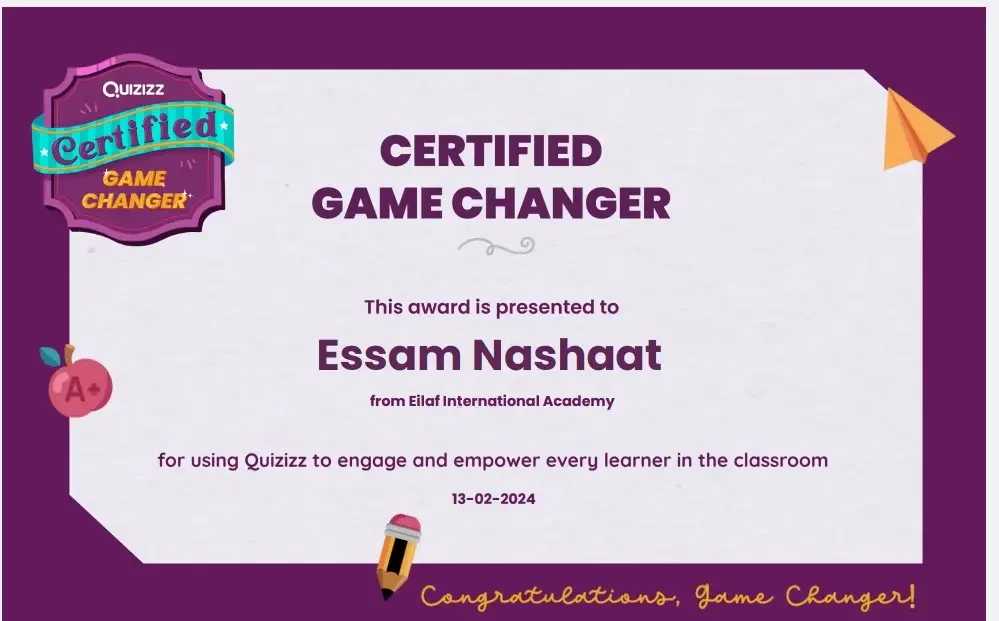 Quizizz
Certified
GAME
CHANGER
CERTIFIED
GAME CHANGER
This award is presented to
Essam Nashaat
from Eilaf International Academy
A+
for using Quizizz to engage and empower every learner in the classroom
13-02-2024
Congratulations, Game Changer!